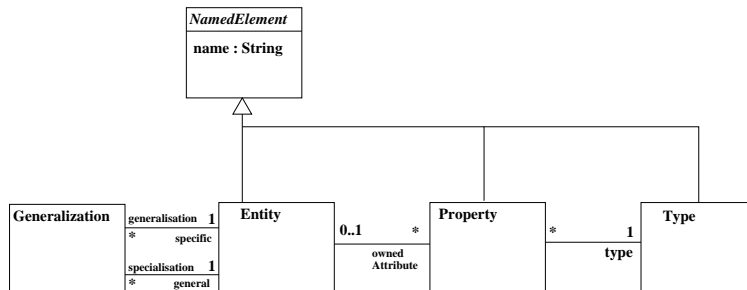 NamedElement
name : String
Generalization
generalisation 1
* specific
specialisation 1
* general
Entity
0..1 *
owned
Attribute
Property
* 1
type
Type